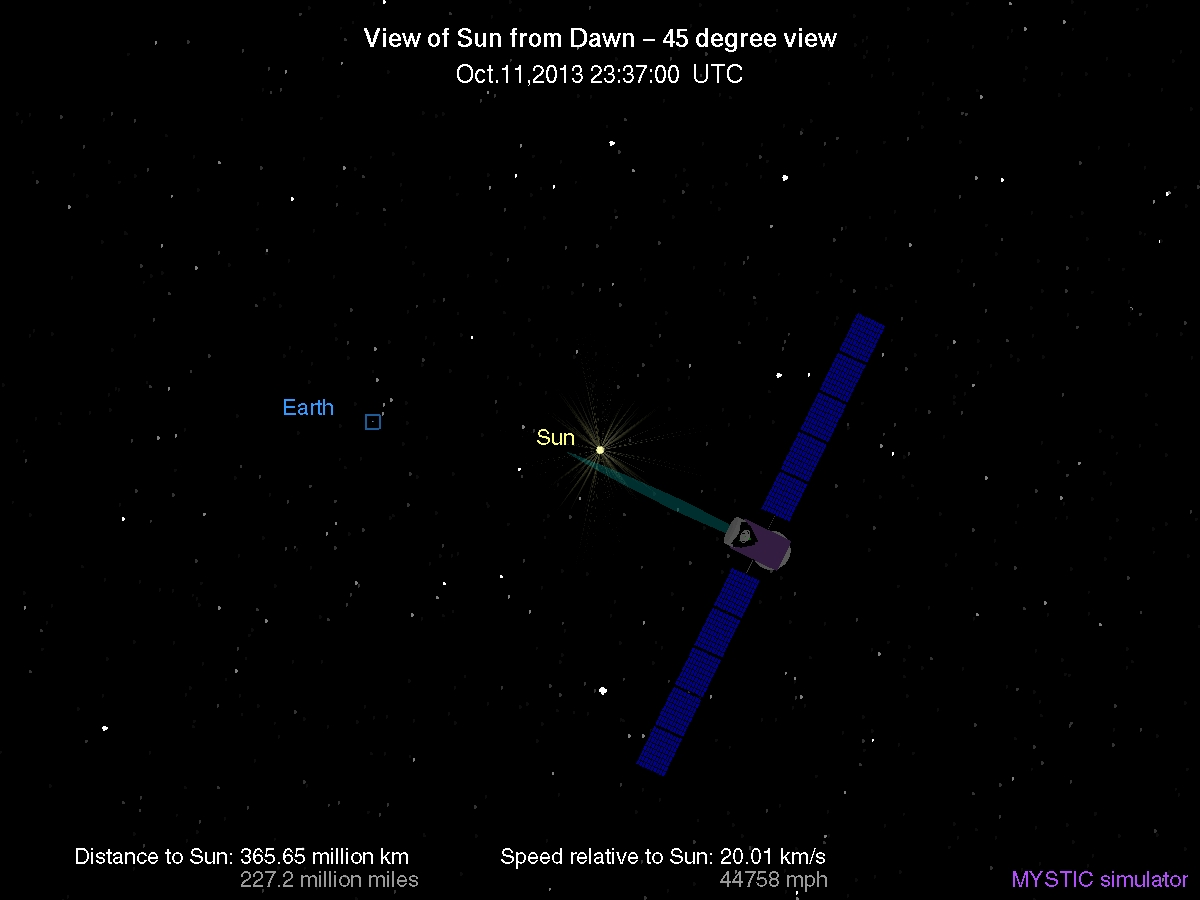 View of Sun from Dawn – 45 degree view
Oct.11,2013 23:37:00 UTC
Earth
Sun
Distance to Sun: 365.65 million km
227.2 million miles
Speed relative to Sun: 20.01 km/s
44758 mph
MYSTIC simulator